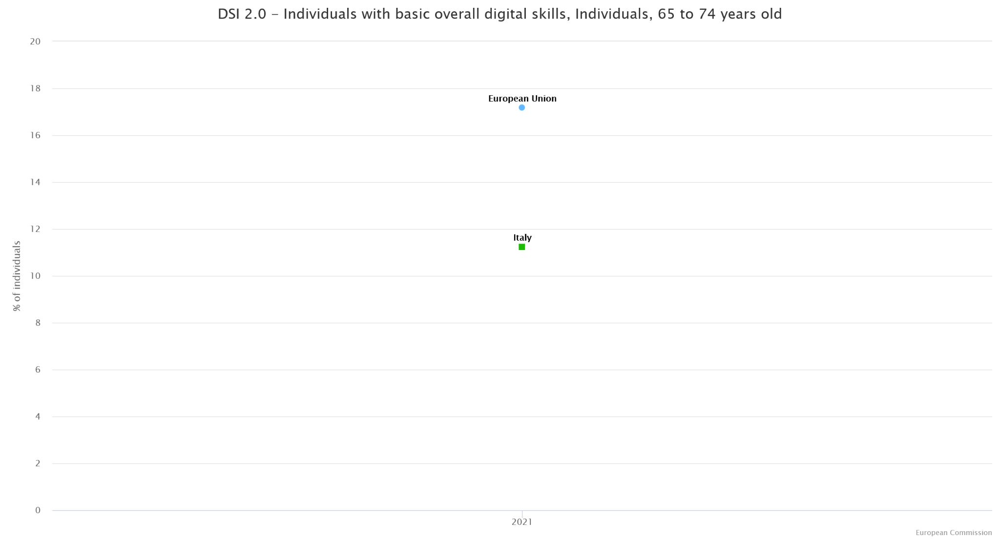 DSI 2.0 – Individuals with basic overall digital skills, Individuals, 65 to 74 years old
20
18
European Union
16
14
12
Italy
% of individuals
10
8
6
4
2
0
2021
European Commission